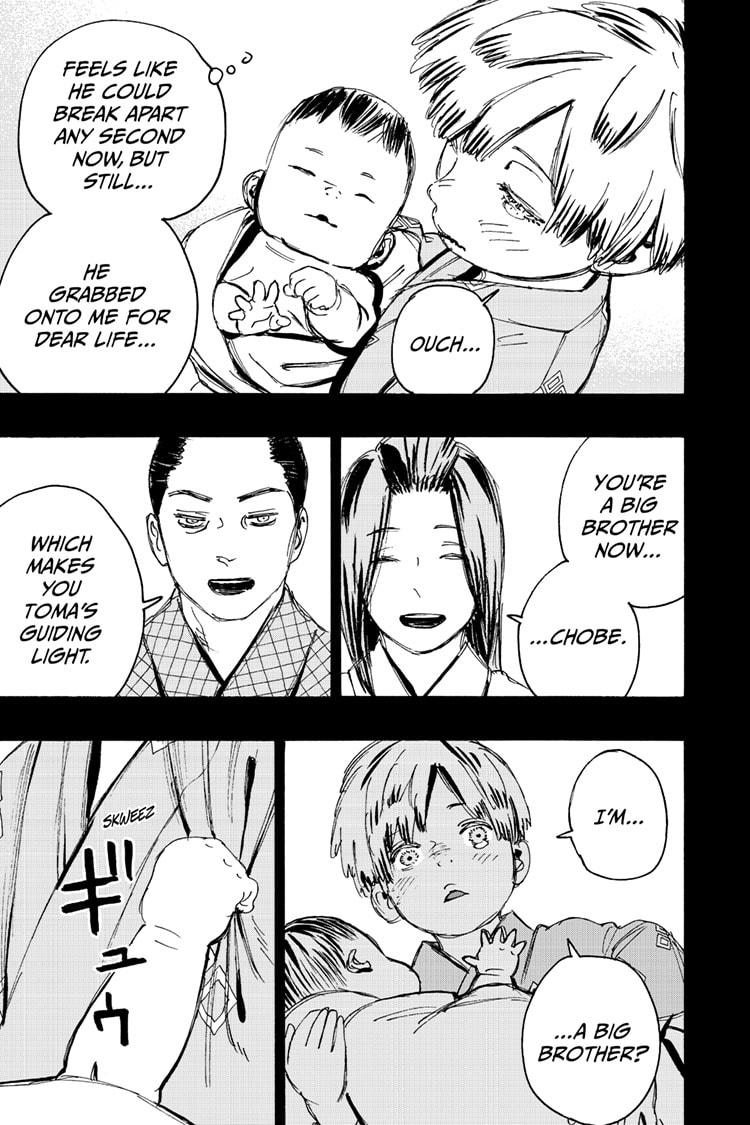 OUCH...
FEELS LIKE
HE COULD
BREAK APART
ANY SECOND
NOW, BUT
STILL...
HE
GRABBED
ONTO ME FOR
DEAR LIFE...
YOU'RE
A BIG
BROTHER
NOW...
...CHOBE.
WHICH
MAKES
YOU
TOMA'S
GUIDING
LIGHT.
I'M...
...A BIG
BROTHER?
SKWEEZ
ギュウ